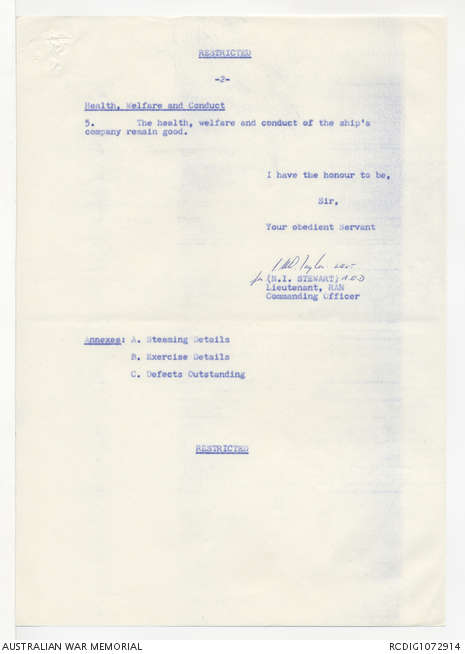 RESTRICTED
-2-
Health, Welfare and Conduct
5. The health, welfare and conduct of the ship's
company remain good.
I have the honour to be,
Sir,
Your obedient Servant
for (N.I. STEWART)
Lieutenant, RAN
Commanding Officer
Annexes: A. Steaming Details
B. Exercise Details
C. Defects Outstanding
RESTRICTED
AUSTRALIAN WAR MEMORIAL
RCDIG1072914